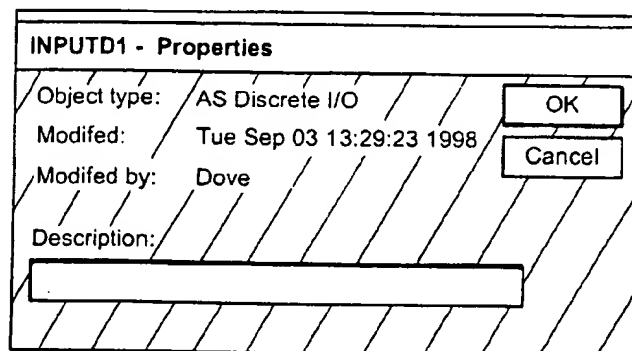 INPUTD1 - Properties
Object type: AS Discrete I/O
OK
Modifed: Tue Sep 03 13:29:23 1998
Cancel
Modifed by: Dove
Description: